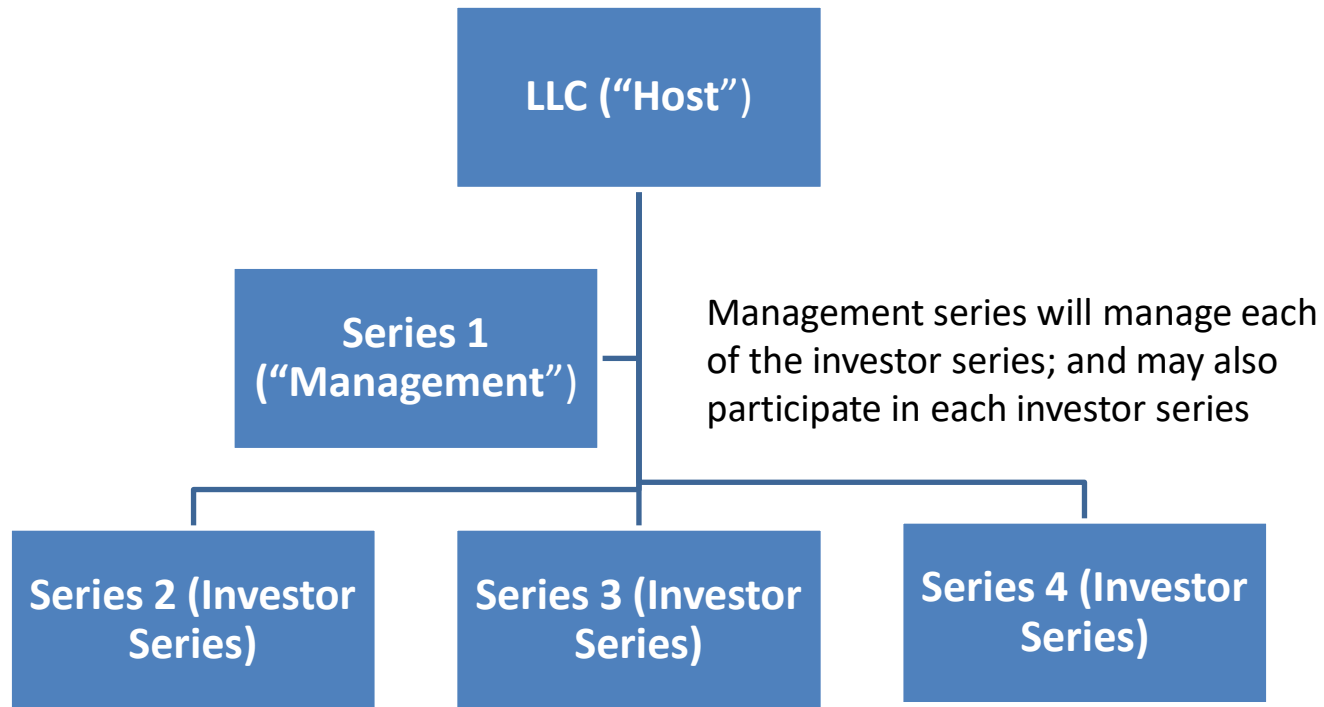 LLC (“Host”)
Series 1
(“Management”)
Management series will manage each
of the investor series; and may also
participate in each investor series
Series 2 (Investor
Series)
Series 3 (Investor
Series)
Series 4 (Investor
Series)